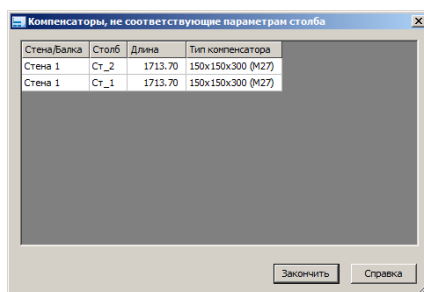 Компенсаторы, не соответствующие параметрам столба
Стена/Балка Столб Длина Тип компенсатора
Стена 1 Ст_2 1713.70 150x150x300 (M27)
Стена 1 Ст_1 1713.70 150x150x300 (M27)
Закончить Справка